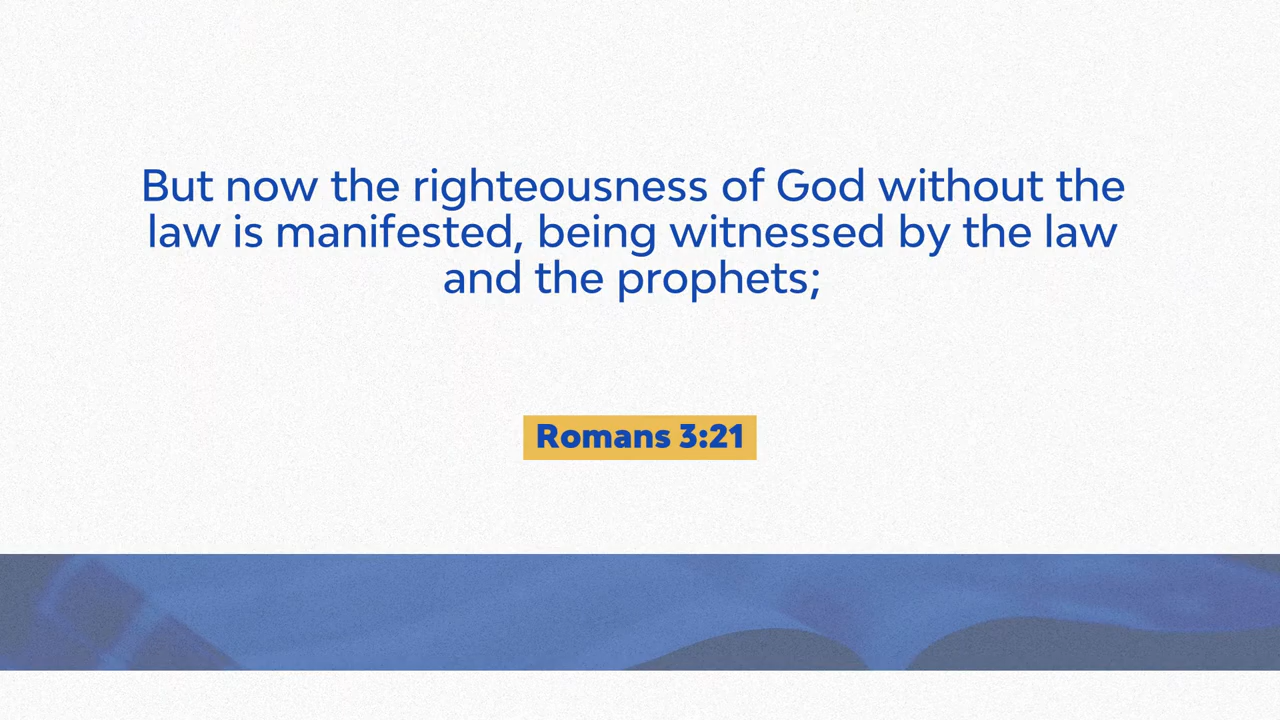 But now the righteousness of God without the
law is manifested, being witnessed by the law
and the prophets;
Romans 3:21